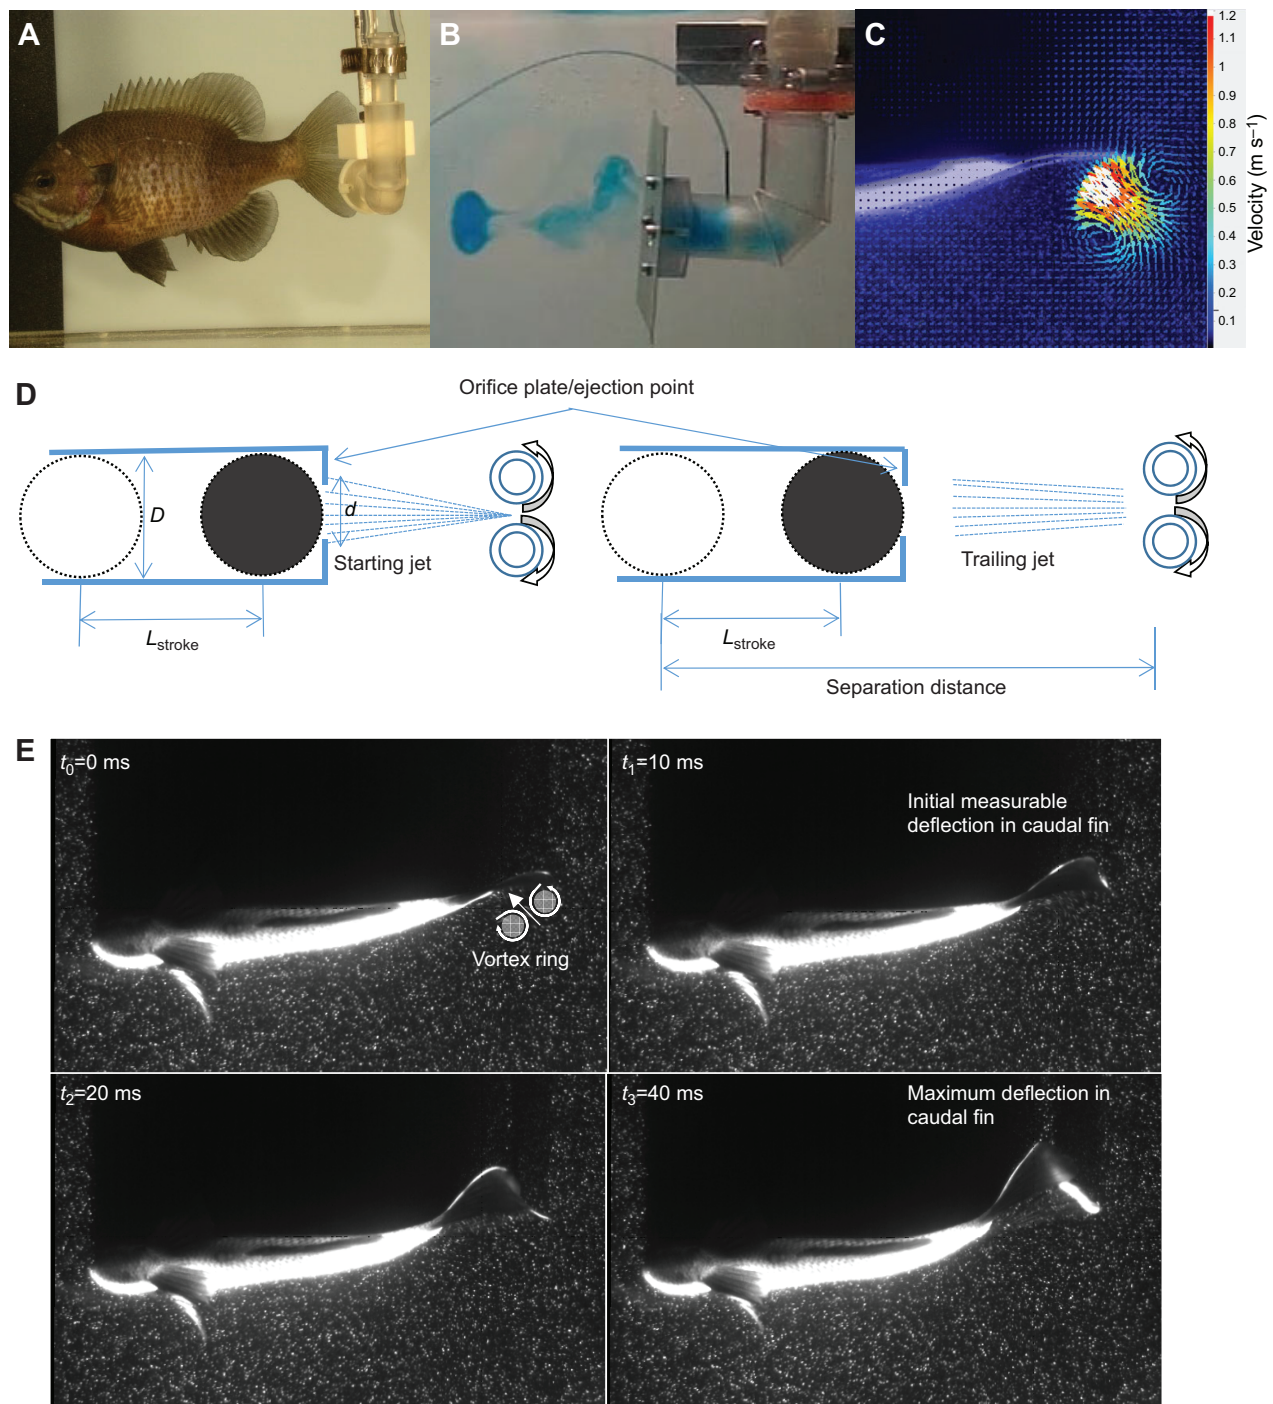 A
B
C
1.2
1.1
1
0.9
0.8
0.7
0.6
0.5
0.4
0.3
0.2
0.1
Velocity (m s–1)
D
Orifice plate/ejection point
D
d
Starting jet
Trailing jet
Lstroke
Lstroke
Separation distance
E
t0=0 ms
Vortex ring
t1=10 ms
Initial measurable
deflection in caudal fin
t2=20 ms
t3=40 ms
Maximum deflection in
caudal fin